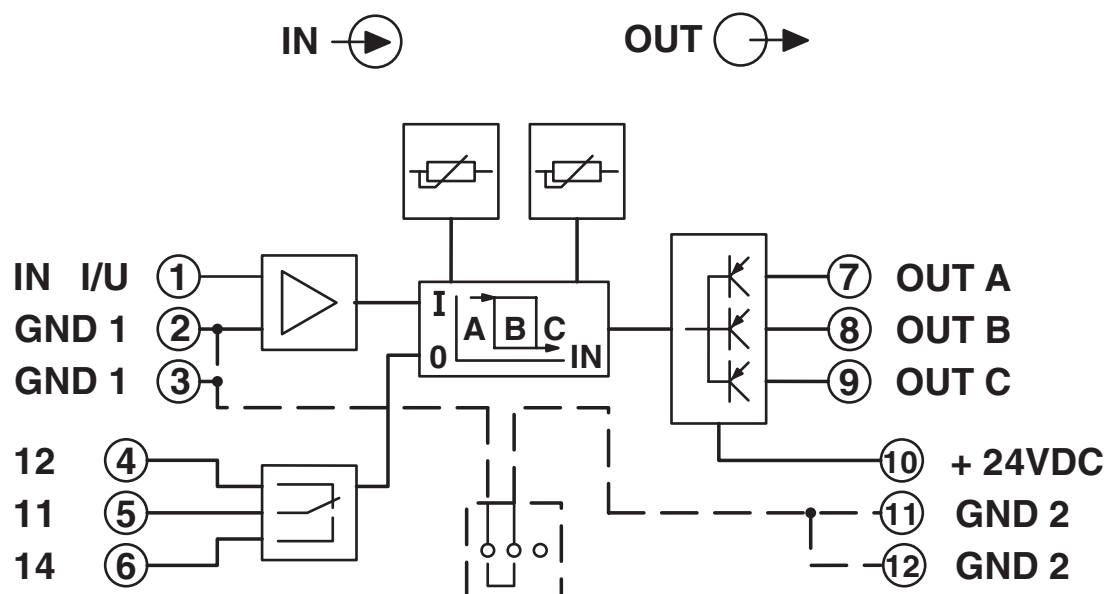 IN OUT
IN I/U 1
GND 1 2
GND 1 3
I
A B C
0 IN
7 OUT A
8 OUT B
9 OUT C
12 4
11 5
14 6
10 + 24VDC
11 GND 2
12 GND 2